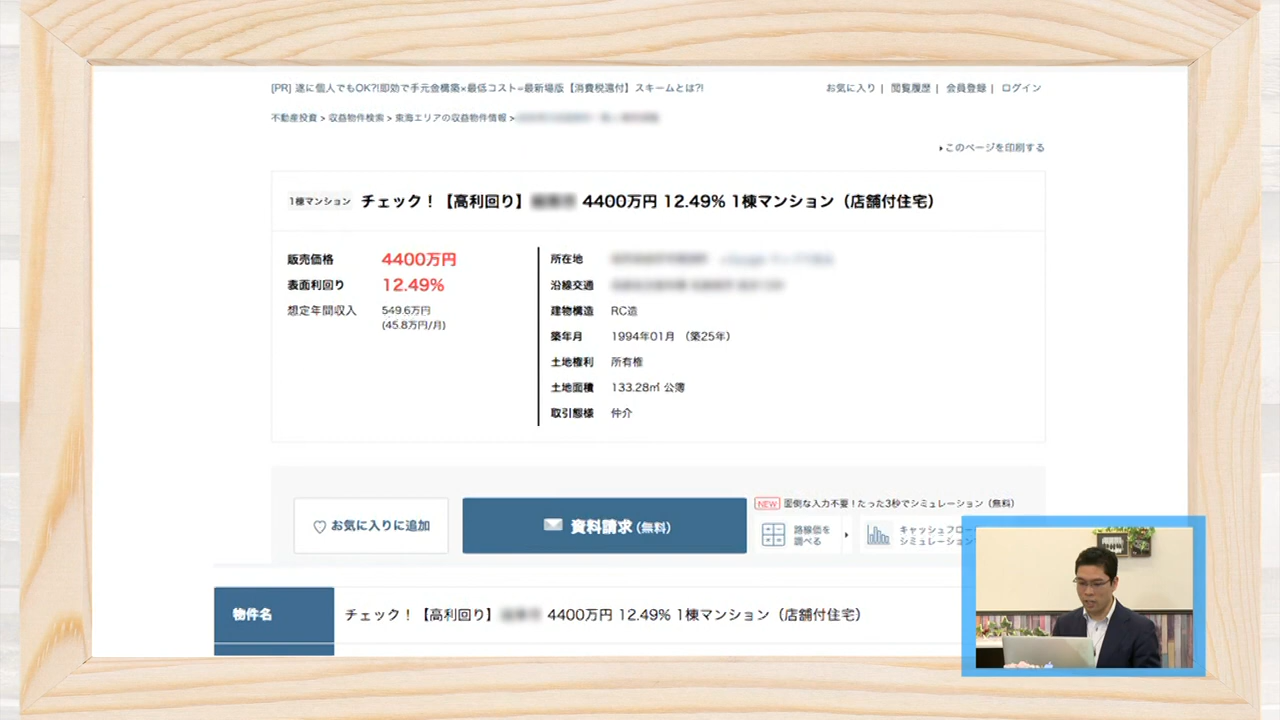 [PR] 遂に個人でもOK?!即効で手元金構築×最低コスト=最新場版【消費税還付】スキームとは?!
お気に入り | 閲覧履歴 | 会員登録 | ログイン
不動産投資 > 収益物件検索 > 東海エリアの収益物件情報 >
このページを印刷する
1棟マンション チェック！【高利回り】 4400万円 12.49% 1棟マンション（店舗付住宅）
販売価格 4400万円
表面利回り 12.49%
想定年間収入 549.6万円
(45.8万円/月)
所在地
沿線交通
建物構造 RC造
築年月 1994年01月 （築25年）
土地権利 所有権
土地面積 133.28㎡ 公簿
取引態様 仲介
お気に入りに追加
資料請求 (無料)
NEW 面倒な入力不要！たった3秒でシミュレーション（無料）
路線価を
調べる
キャッシュフロー
シミュレーション
物件名 チェック！【高利回り】 4400万円 12.49% 1棟マンション（店舗付住宅）